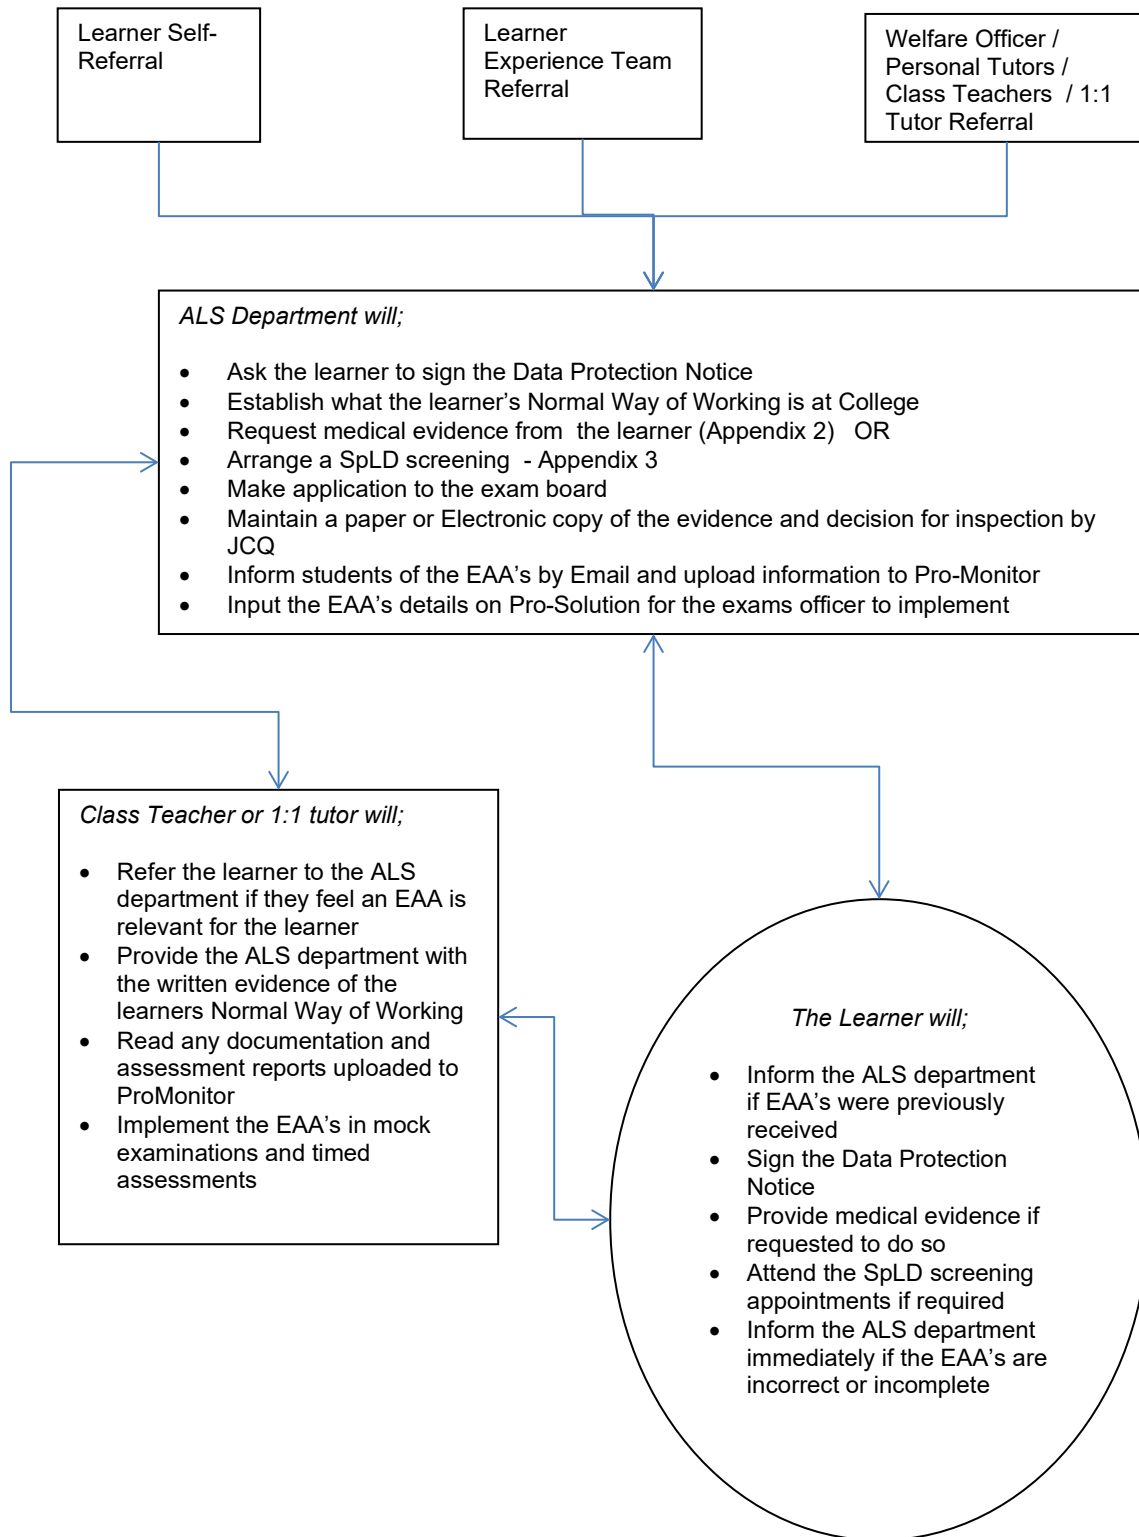 Learner Self-
Referral
Learner
Experience Team
Referral
Welfare Officer /
Personal Tutors /
Class Teachers  / 1:1
Tutor Referral
ALS Department will;
• Ask the learner to sign the Data Protection Notice
• Establish what the learner’s Normal Way of Working is at College
• Request medical evidence from  the learner (Appendix 2)   OR
• Arrange a SpLD screening  - Appendix 3
• Make application to the exam board
• Maintain a paper or Electronic copy of the evidence and decision for inspection by
JCQ
• Inform students of the EAA’s by Email and upload information to Pro-Monitor
• Input the EAA’s details on Pro-Solution for the exams officer to implement
Class Teacher or 1:1 tutor will;
• Refer the learner to the ALS
department if they feel an EAA is
relevant for the learner
• Provide the ALS department with
the written evidence of the
learners Normal Way of Working
• Read any documentation and
assessment reports uploaded to
ProMonitor
• Implement the EAA’s in mock
examinations and timed
assessments
The Learner will;
• Inform the ALS department
if EAA’s were previously
received
• Sign the Data Protection
Notice
• Provide medical evidence if
requested to do so
• Attend the SpLD screening
appointments if required
• Inform the ALS department
immediately if the EAA’s are
incorrect or incomplete